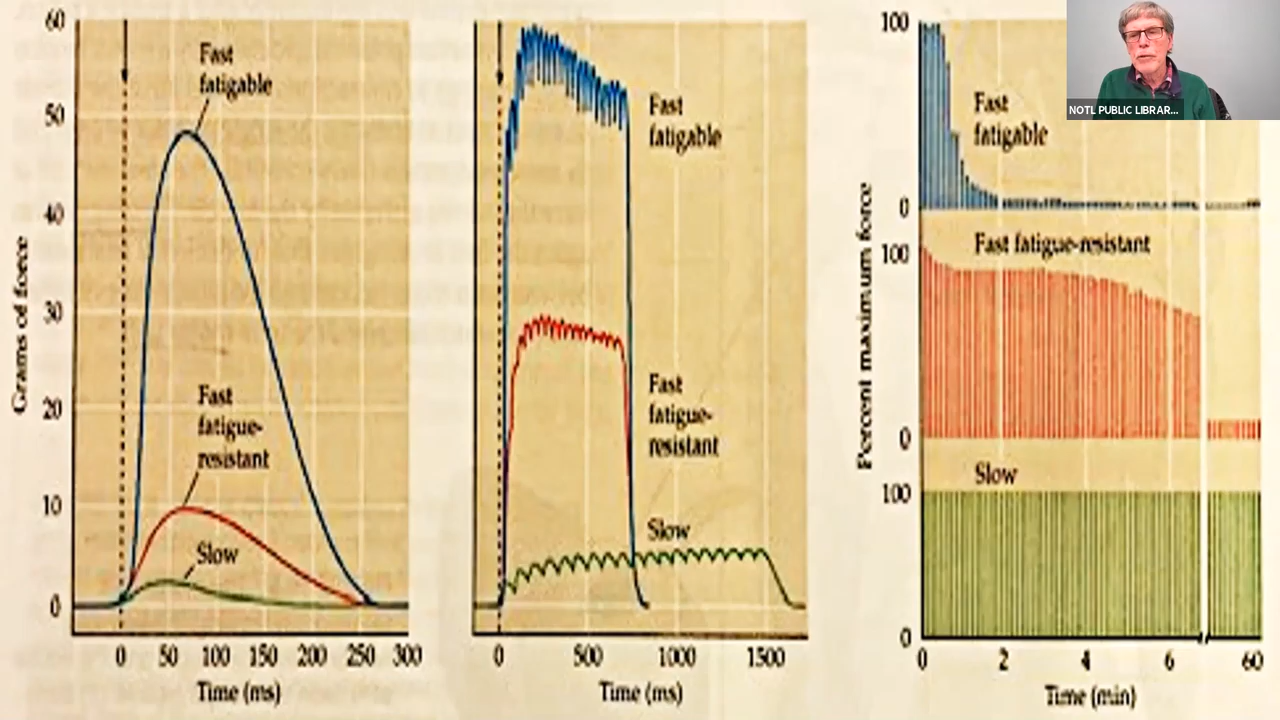 Grams of force
60
50
40
30
20
10
0
Fast
fatigable
Fast
fatigue-
resistant
Slow
0 50 100 150 200 250 300
Time (ms)
Fast
fatigable
Fast
fatigue-
resistant
Slow
0 500 1000 1500
Time (ms)
Percent maximum force
100
0
100
0
100
0
Fast
fatigable
Fast fatigue-resistant
Slow
0 2 4 6 60
Time (min)
NOTL PUBLIC LIBRAR...